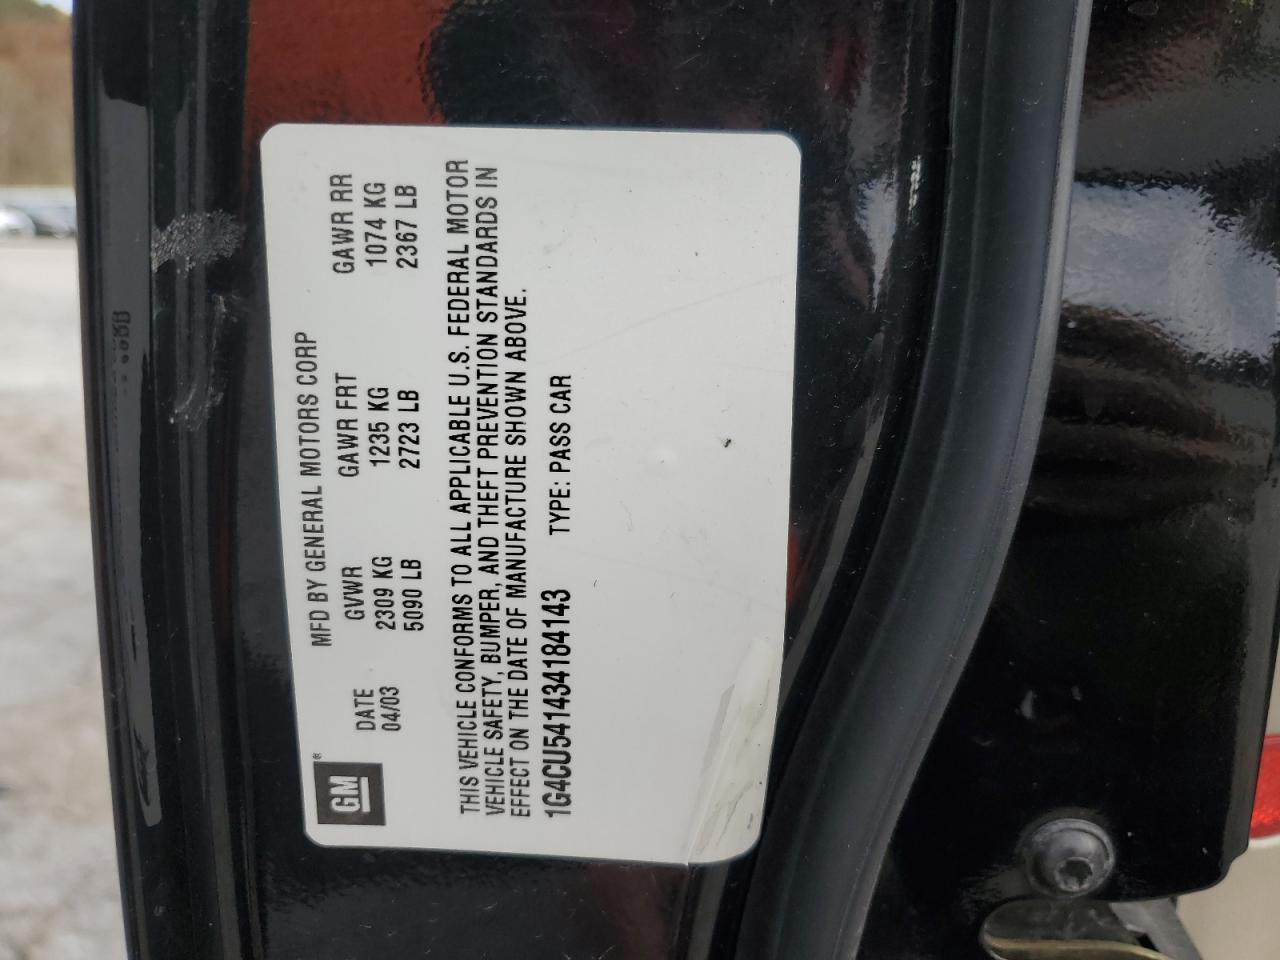 GM
MFD BY GENERAL MOTORS CORP
DATE GVWR GAWR FRT GAWR RR
04/03 2309 KG 1235 KG 1074 KG
5090 LB 2723 LB 2367 LB
THIS VEHICLE CONFORMS TO ALL APPLICABLE U.S. FEDERAL MOTOR
VEHICLE SAFETY, BUMPER, AND THEFT PREVENTION STANDARDS IN
EFFECT ON THE DATE OF MANUFACTURE SHOWN ABOVE.
1G4CU541434184143 TYPE: PASS CAR